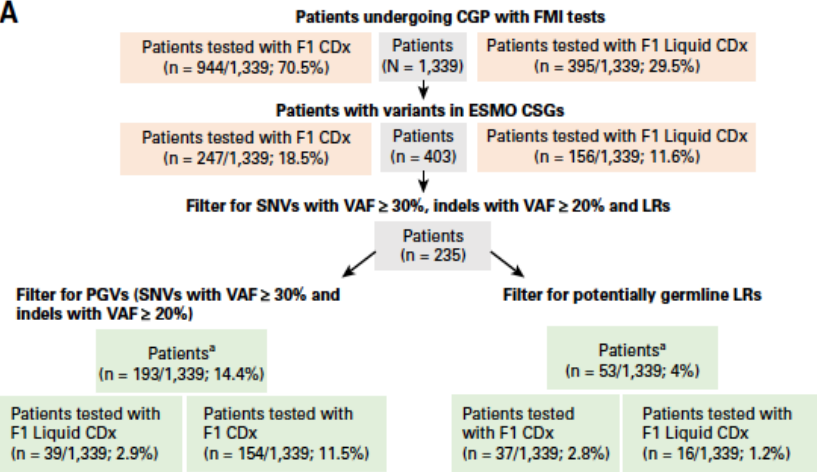 A
Patients undergoing CGP with FMI tests
Patients tested with F1 CDx
(n = 944/1,339; 70.5%)
Patients
(N = 1,339)
Patients tested with F1 Liquid CDx
(n = 395/1,339; 29.5%)
Patients with variants in ESMO CSGs
Patients tested with F1 CDx
(n = 247/1,339; 18.5%)
Patients
(n = 403)
Patients tested with F1 Liquid CDx
(n = 156/1,339; 11.6%)
Filter for SNVs with VAF ≥ 30%, indels with VAF ≥ 20% and LRs
Patients
(n = 235)
Filter for PGVs (SNVs with VAF ≥ 30% and
indels with VAF ≥ 20%)
Patientsª
(n = 193/1,339; 14.4%)
Patients tested with
F1 Liquid CDx
(n = 39/1,339; 2.9%)
Patients tested with
F1 CDx
(n = 154/1,339; 11.5%)
Filter for potentially germline LRs
Patientsª
(n = 53/1,339; 4%)
Patients tested
with F1 CDx
(n = 37/1,339; 2.8%)
Patients tested with
F1 Liquid CDx
(n = 16/1,339; 1.2%)